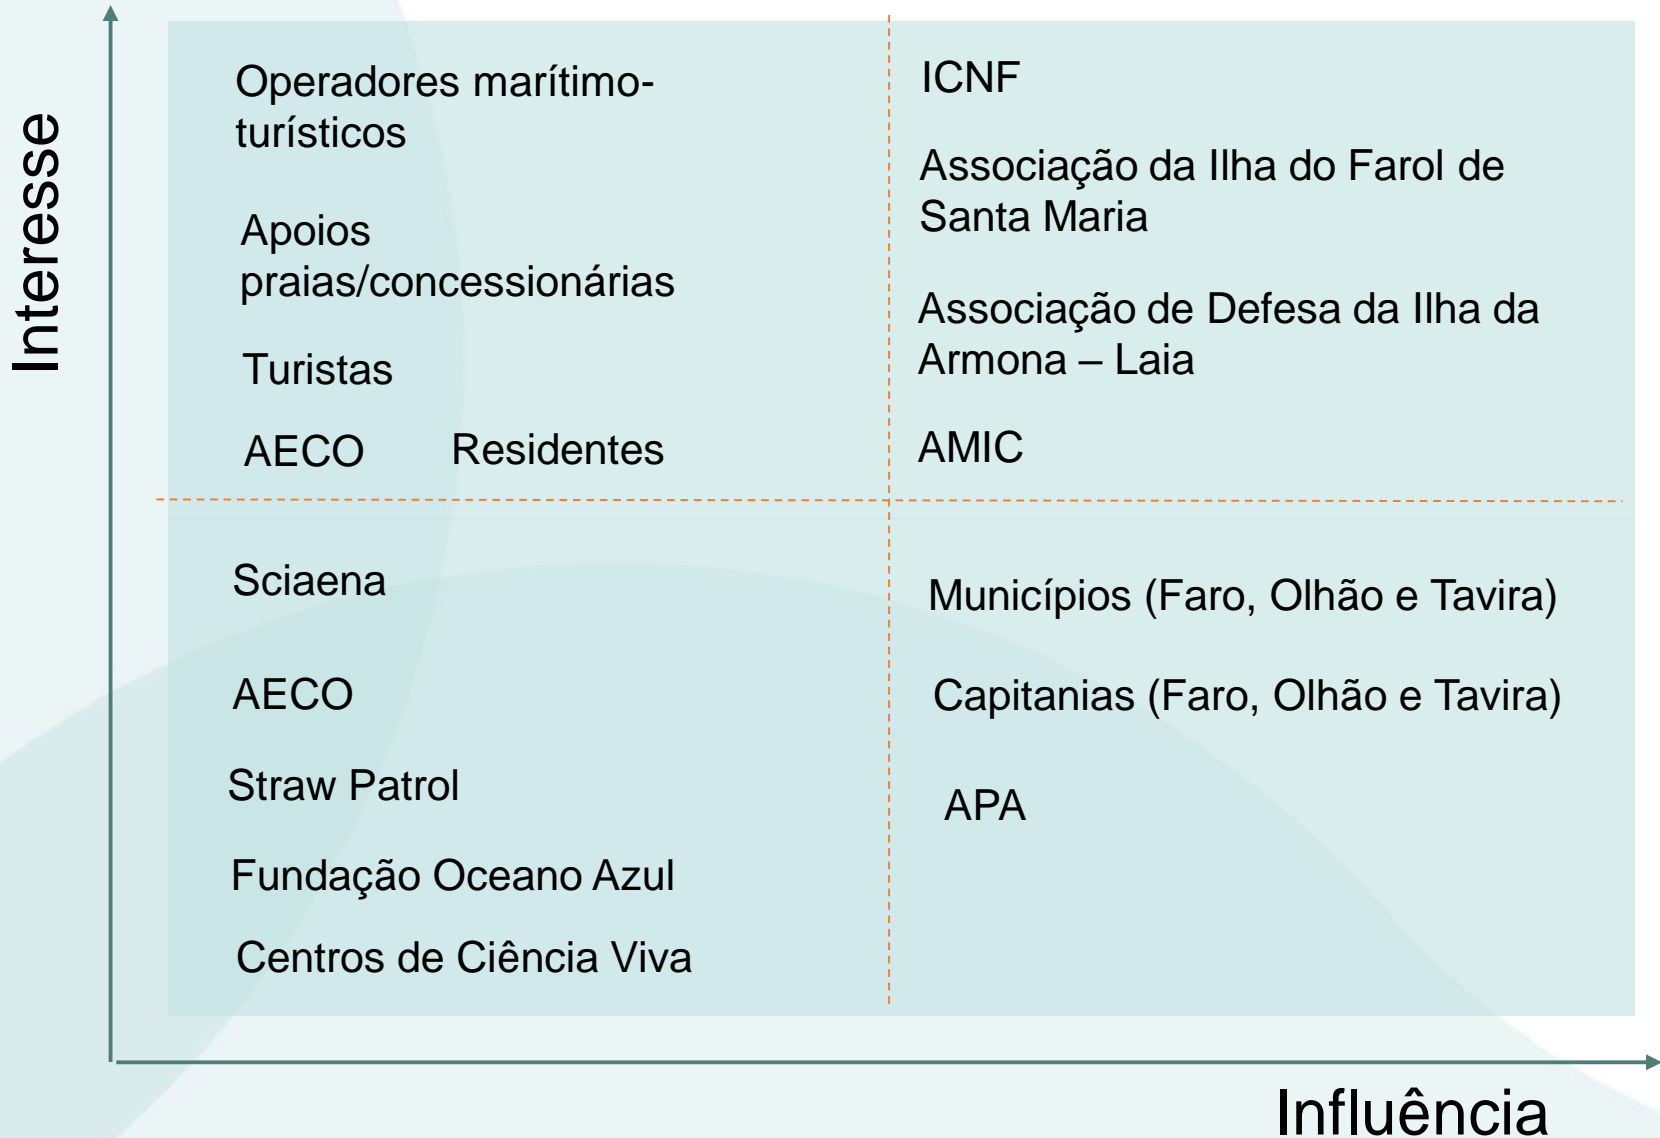 Interesse
Operadores marítimo-
turísticos
Apoios
praias/concessionárias
Turistas
AECO
Residentes
ICNF
Associação da Ilha do Farol de
Santa Maria
Associação de Defesa da Ilha da
Armona – Laia
AMIC
Sciaena
AECO
Straw Patrol
Fundação Oceano Azul
Centros de Ciência Viva
Municípios (Faro, Olhão e Tavira)
Capitanias (Faro, Olhão e Tavira)
APA
Influência